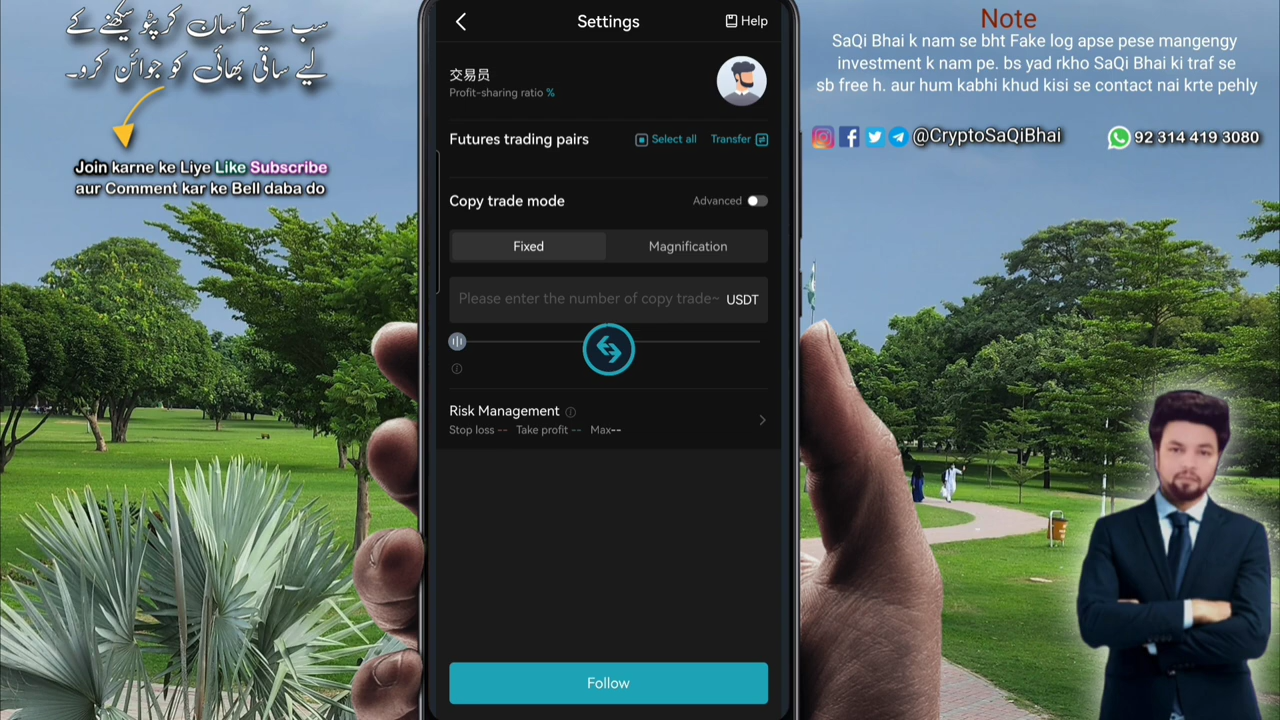 سب سے آسان کرپٹو سیکھنے کے
لیے ساقی بھائی کو جوائن کرو۔
Join karne ke Liye Like Subscribe
aur Comment kar ke Bell daba do
Settings
Help
交易员
Profit-sharing ratio %
Futures trading pairs
Select all
Transfer
Copy trade mode
Advanced
Fixed
Magnification
Please enter the number of copy trade~ USDT
Risk Management
Stop loss -- Take profit -- Max--
Follow
Note
SaQi Bhai k nam se bht Fake log apse pese mangengy
investment k nam pe. bs yad rkho SaQi Bhai ki traf se
sb free h. aur hum kabhi khud kisi se contact nai krte pehly
@CryptoSaQiBhai
92 314 419 3080